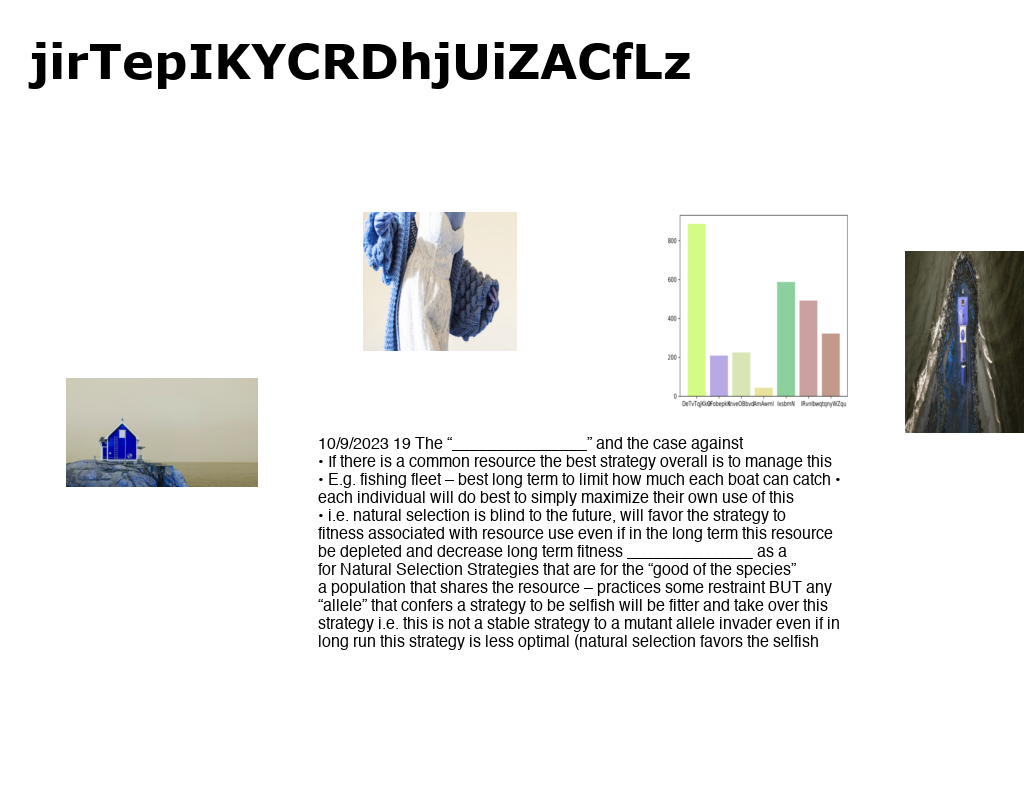 jirTepIKYCRDhjUiZACfLz
800
600
400
200
0
10/9/2023 19 The “________________” and the case against
• If there is a common resource the best strategy overall is to manage this
• E.g. fishing fleet – best long term to limit how much each boat can catch •
each individual will do best to simply maximize their own use of this
• i.e. natural selection is blind to the future, will favor the strategy to
fitness associated with resource use even if in the long term this resource
be depleted and decrease long term fitness _______________ as a
for Natural Selection Strategies that are for the “good of the species”
a population that shares the resource – practices some restraint BUT any
“allele” that confers a strategy to be selfish will be fitter and take over this
strategy i.e. this is not a stable strategy to a mutant allele invader even if in
long run this strategy is less optimal (natural selection favors the selfish